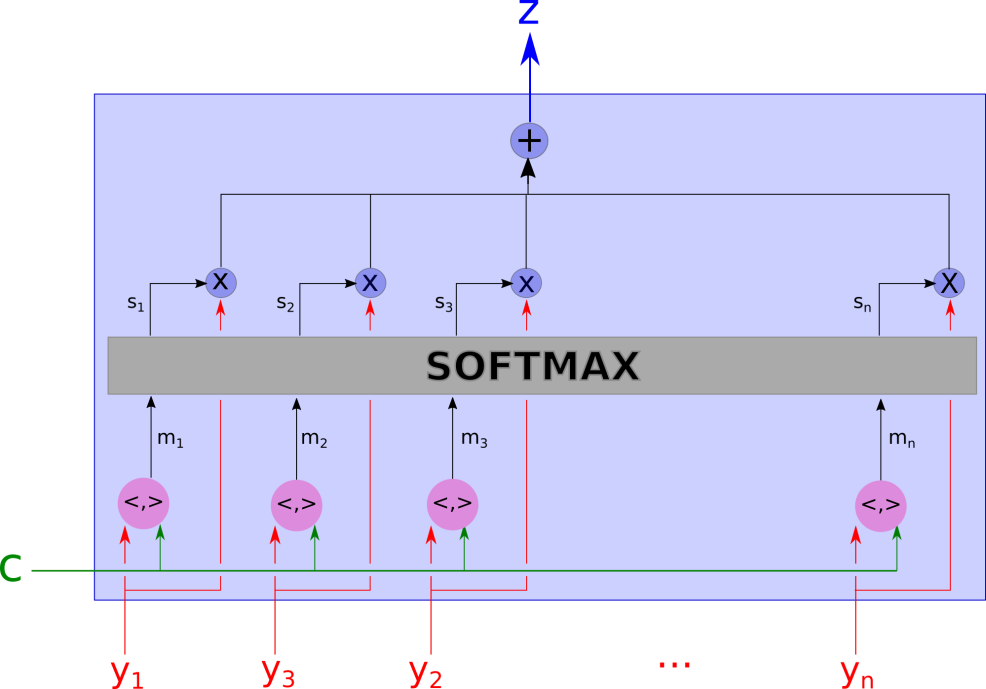 z
+
x x x x
s₁ s₂ s₃ sₙ
SOFTMAX
m₁ m₂ m₃ mₙ
<,> <,> <,> <,>
c
y₁ y₃ y₂ ... yₙ